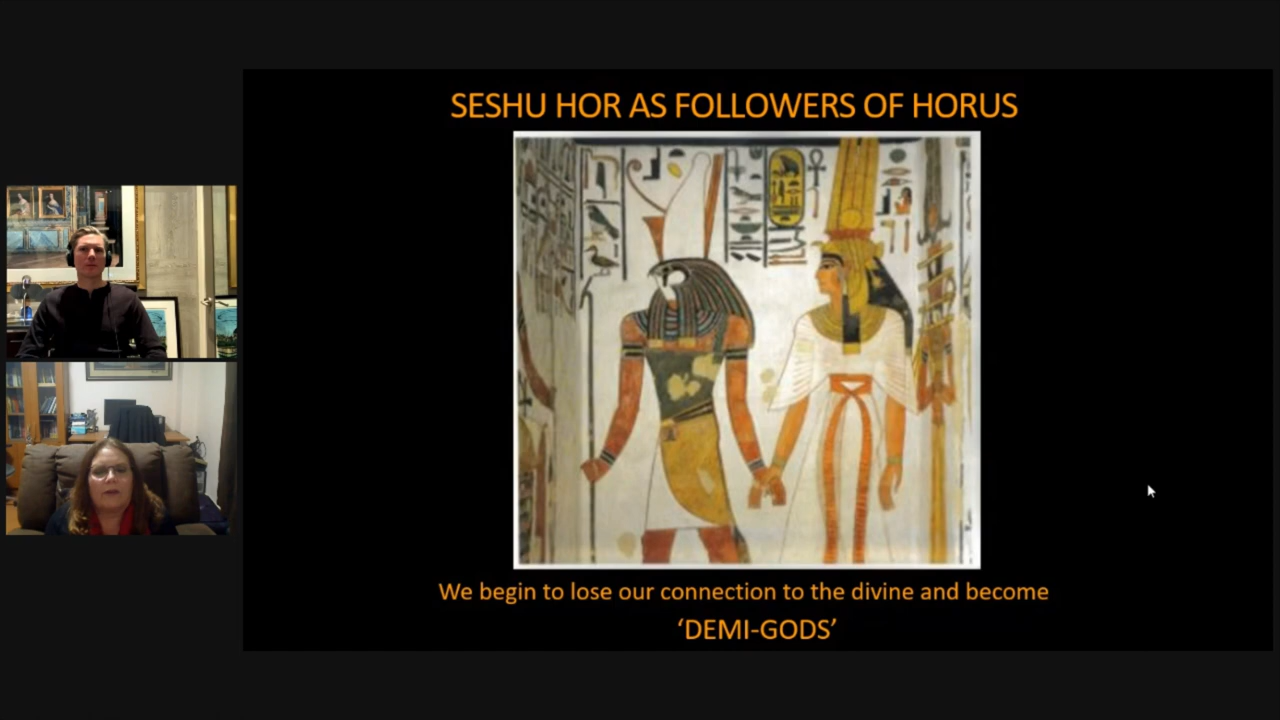 SESHU HOR AS FOLLOWERS OF HORUS
We begin to lose our connection to the divine and become
‘DEMI-GODS’